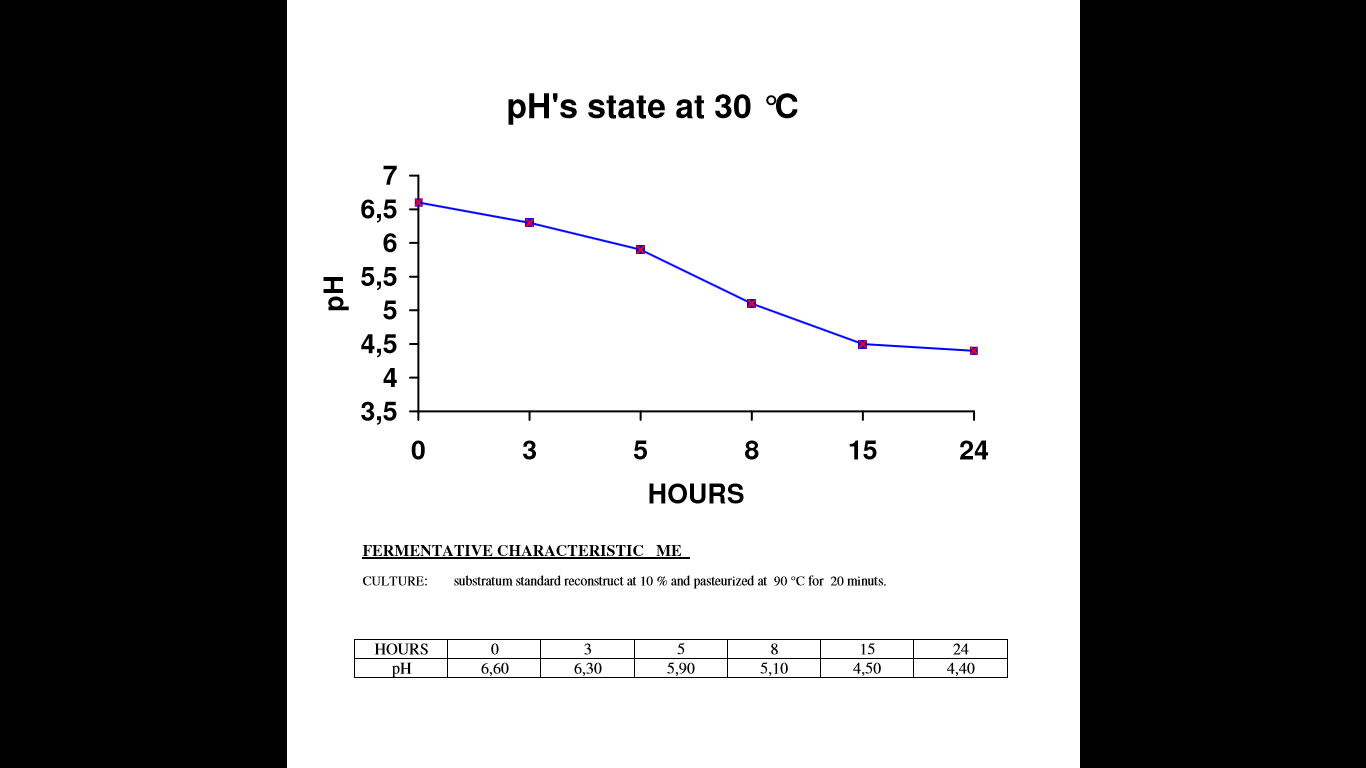 pH's state at 30 °C
7
6,5
6
5,5
5
4,5
4
3,5
pH
0 3 5 8 15 24
HOURS
FERMENTATIVE CHARACTERISTIC ME
CULTURE: substratum standard reconstruct at 10 % and pasteurized at 90 °C for 20 minuts.
HOURS 0 3 5 8 15 24
pH 6,60 6,30 5,90 5,10 4,50 4,40